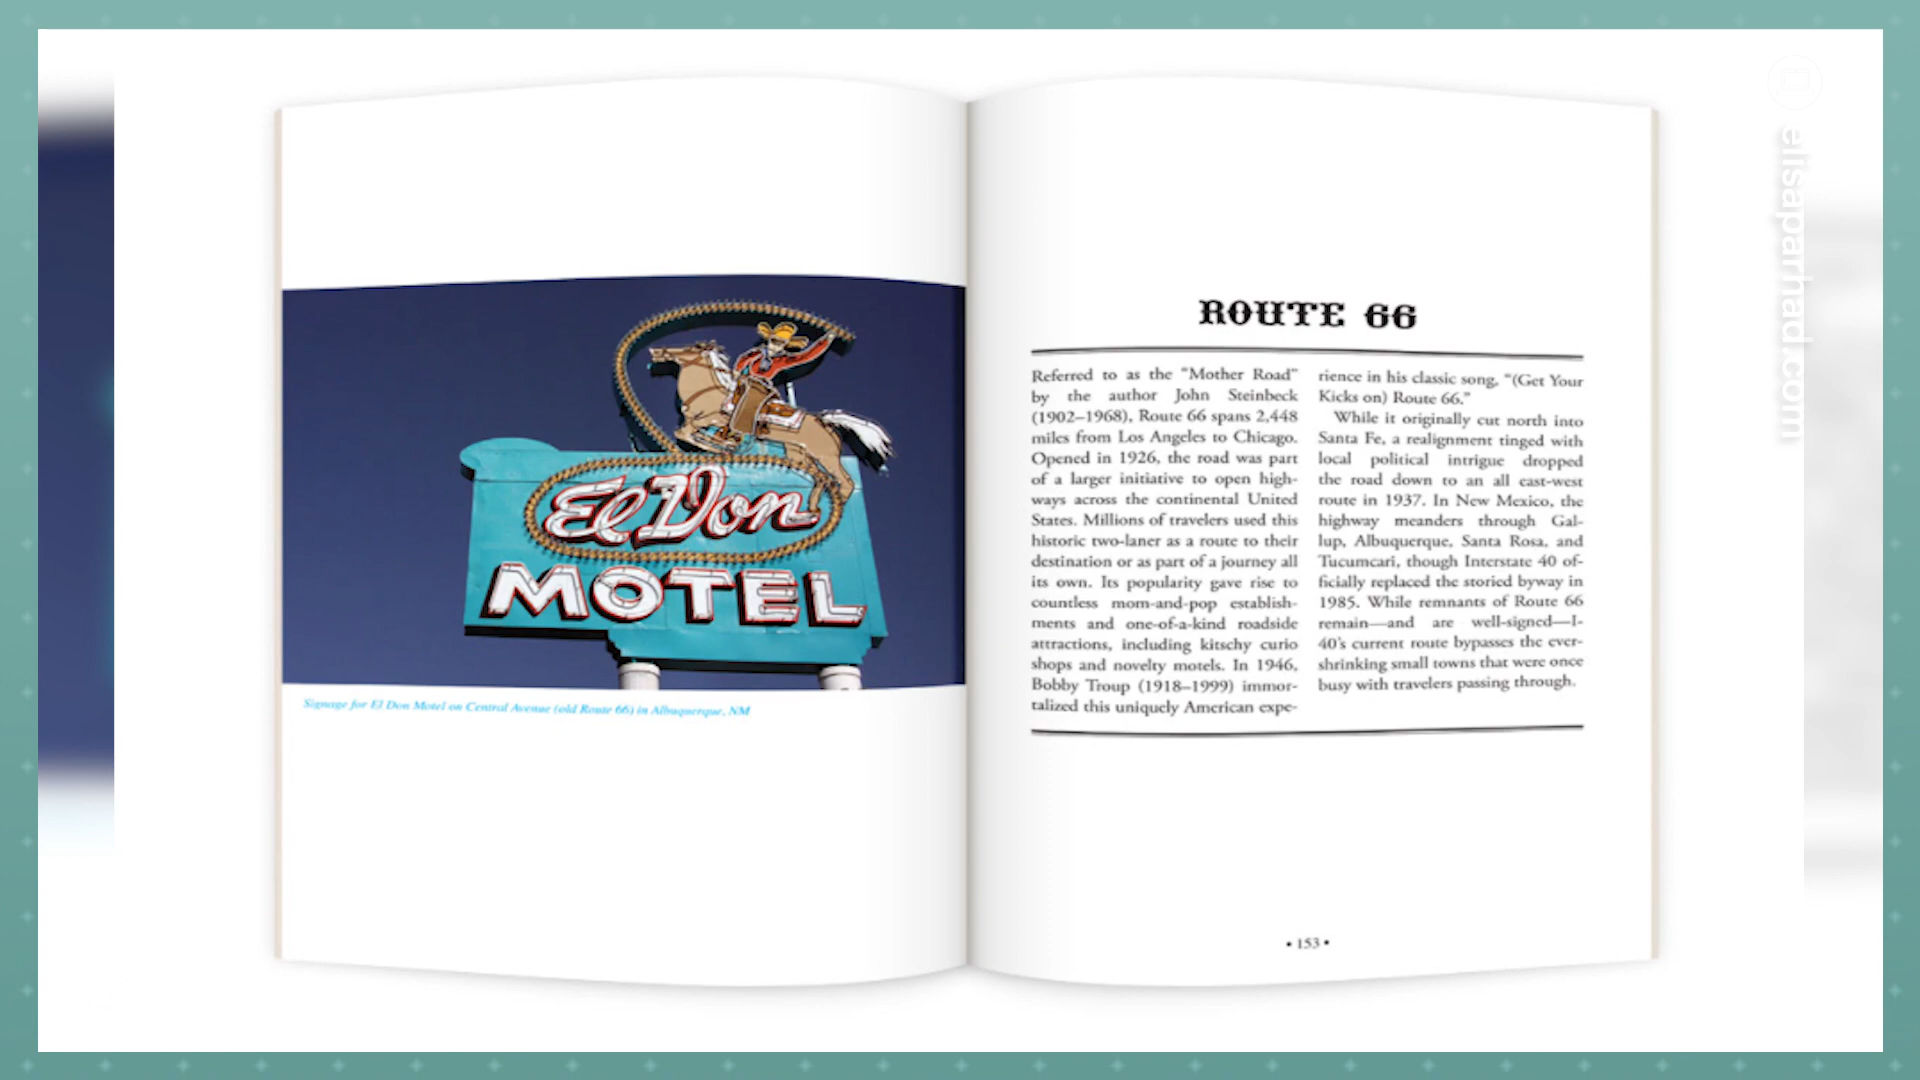 El Don
MOTEL
Signage for El Don Motel on Central Avenue (old Route 66) in Albuquerque, NM
ROUTE 66
Referred to as the “Mother Road”
by the author John Steinbeck
(1902–1968), Route 66 spans 2,448
miles from Los Angeles to Chicago.
Opened in 1926, the road was part
of a larger initiative to open high-
ways across the continental United
States. Millions of travelers used this
historic two-laner as a route to their
destination or as part of a journey all
its own. Its popularity gave rise to
countless mom-and-pop establish-
ments and one-of-a-kind roadside
attractions, including kitschy curio
shops and novelty motels. In 1946,
Bobby Troup (1918–1999) immor-
talized this uniquely American expe-
rience in his classic song, “(Get Your
Kicks on) Route 66.”
While it originally cut north into
Santa Fe, a realignment tinged with
local political intrigue dropped
the road down to an all east-west
route in 1937. In New Mexico, the
highway meanders through Gal-
lup, Albuquerque, Santa Rosa, and
Tucumcari, though Interstate 40 of-
ficially replaced the storied byway in
1985. While remnants of Route 66
remain—and are well-signed—I-
40’s current route bypasses the ever-
shrinking small towns that were once
busy with travelers passing through.
• 153 •
elisaparhad.com